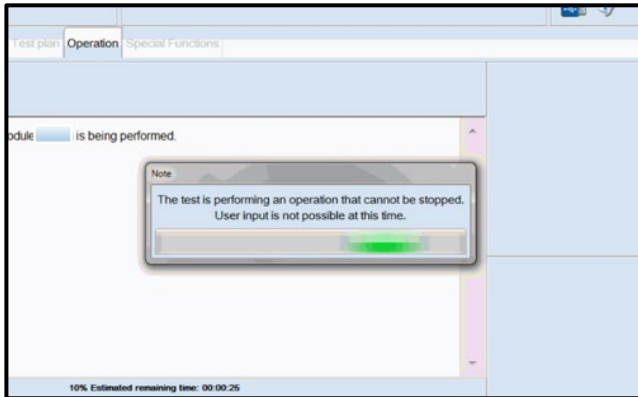 Test plan Operation Special Functions
odule is being performed.
Note
The test is performing an operation that cannot be stopped.
User input is not possible at this time.
10% Estimated remaining time: 00:00:25